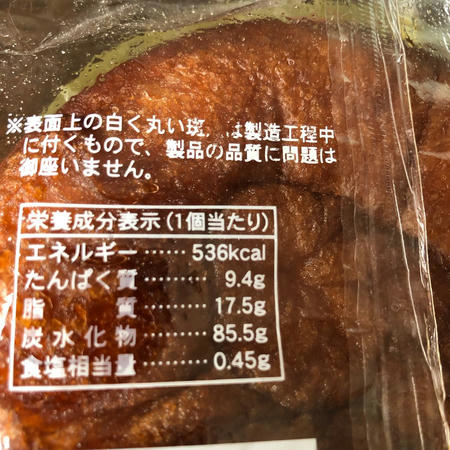 ※表面上の白く丸い斑 は製造工程中
に付くもので、製品の品質に問題は
御座いません。
栄養成分表示(1個当たり)
エネルギー……536kcal
たんぱく質………9.4g
脂質………17.5g
炭水化物………85.5g
食塩相当量………0.45g